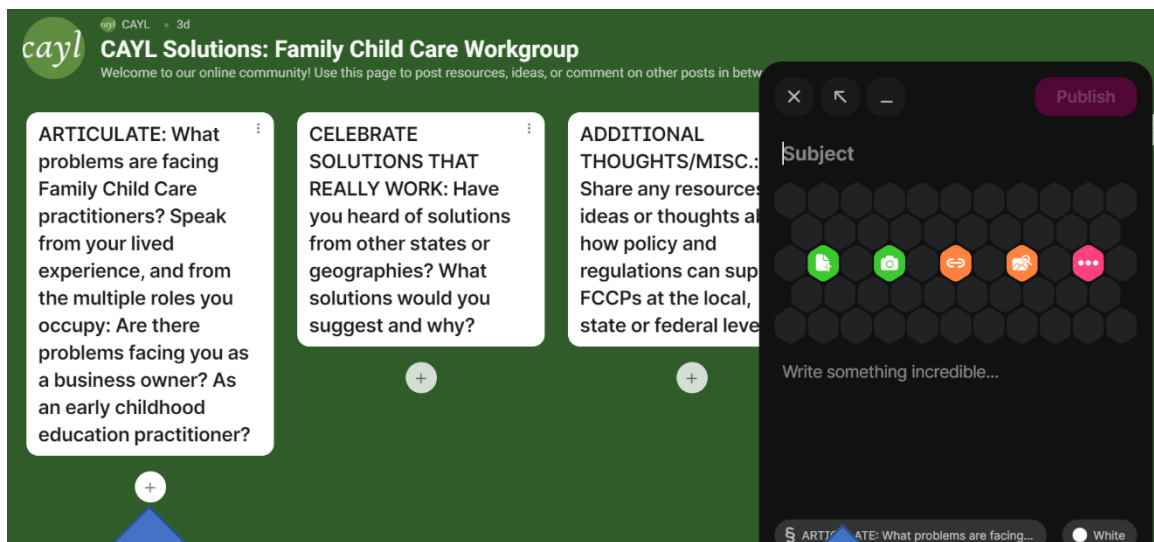 cayl
cayl CAYL • 3d
CAYL Solutions: Family Child Care Workgroup
Welcome to our online community! Use this page to post resources, ideas, or comment on other posts in
ARTICULATE: What
problems are facing
Family Child Care
practitioners? Speak
from your lived
experience, and from
the multiple roles you
occupy: Are there
problems facing you as
a business owner? As
an early childhood
education practitioner?
CELEBRATE
SOLUTIONS THAT
REALLY WORK: Have
you heard of solutions
from other states or
geographies? What
solutions would you
suggest and why?
ADDITIONAL
THOUGHTS/MISC.:
Share any resources
ideas or thoughts
how policy and
regulations can
FCCPs at the local,
state or federal
Publish
Subject
Write something incredible...
§ What problems are facing...
White